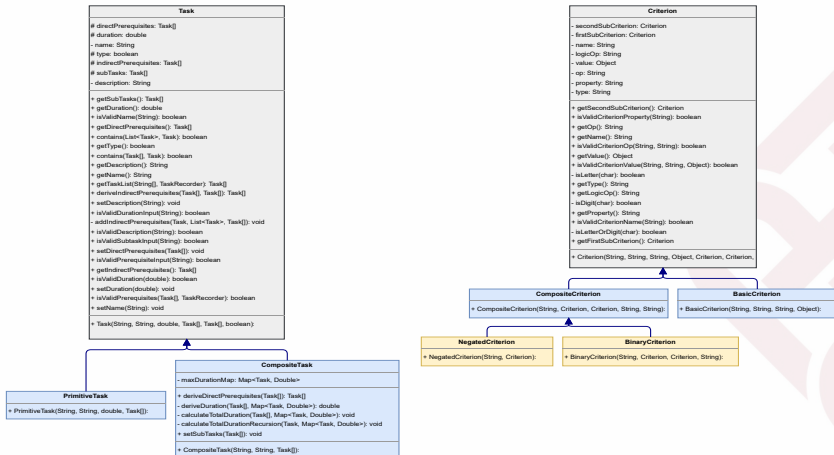 Task
# directPrerequisites: Task[]
# duration: double
- name: String
# type: boolean
# indirectPrerequisites: Task[]
# subTasks: Task[]
- description: String
+ getSubTasks(): Task[]
+ getDuration(): double
+ isValidName(String): boolean
+ getDirectPrerequisites(): Task[]
+ contains(List<Task>, Task): boolean
+ getType(): boolean
+ contains(Task[], Task): boolean
+ getDescription(): String
+ getName(): String
+ getTaskList(String[], TaskRecorder): Task[]
+ deriveIndirectPrerequisites(Task[], Task[]): Task[]
+ setDescription(String): void
+ isValidDurationInput(String): boolean
- addIndirectPrerequisites(Task, List<Task>, Task[]): void
+ isValidDescription(String): boolean
+ isValidSubtaskInput(String): boolean
+ setDirectPrerequisites(Task[]): void
+ isValidPrerequisiteInput(String): boolean
+ getIndirectPrerequisites(): Task[]
+ isValidDuration(double): boolean
+ setDuration(double): void
+ isValidPrerequisites(Task[], TaskRecorder): boolean
+ setName(String): void
+ Task(String, String, double, Task[], Task[], boolean):
PrimitiveTask
+ PrimitiveTask(String, String, double, Task[]):
CompositeTask
- maxDurationMap: Map<Task, Double>
+ deriveDirectPrerequisites(Task[]): Task[]
- deriveDuration(Task[], Map<Task, Double>): double
- calculateTotalDuration(Task[], Map<Task, Double>): void
- calculateTotalDurationRecursion(Task, Map<Task, Double>): void
+ setSubTasks(Task[]): void
+ CompositeTask(String, String, Task[]):
Criterion
- secondSubCriterion: Criterion
- firstSubCriterion: Criterion
- name: String
- logicOp: String
- value: Object
- op: String
- property: String
- type: String
+ getSecondSubCriterion(): Criterion
+ isValidCriterionProperty(String): boolean
+ getOp(): String
+ getName(): String
+ isValidCriterionOp(String, String): boolean
+ getValue(): Object
+ isValidCriterionValue(String, String, Object): boolean
- isLetter(char): boolean
+ getType(): String
+ getLogicOp(): String
- isDigit(char): boolean
+ getProperty(): String
+ isValidCriterionName(String): boolean
- isLetterOrDigit(char): boolean
+ getFirstSubCriterion(): Criterion
+ Criterion(String, String, String, Object, Criterion, Criterion,
CompositeCriterion
+ CompositeCriterion(String, Criterion, Criterion, String, String):
BasicCriterion
+ BasicCriterion(String, String, String, Object):
NegatedCriterion
+ NegatedCriterion(String, Criterion):
BinaryCriterion
+ BinaryCriterion(String, Criterion, Criterion, String):